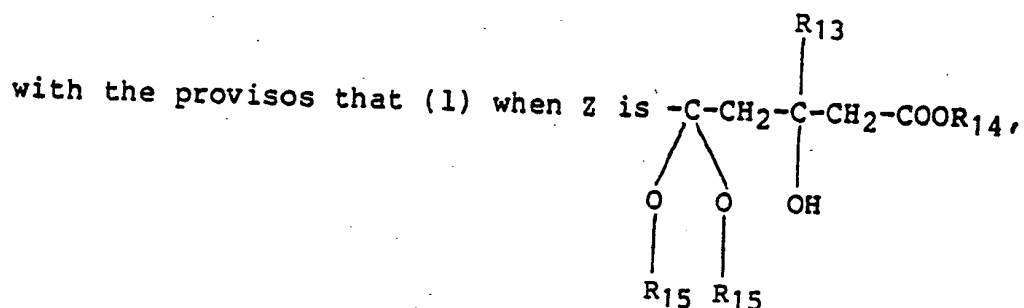 R13
with the provisos that (1) when Z is -C-CH2-C-CH2-COOR14,
O O OH
R15 R15